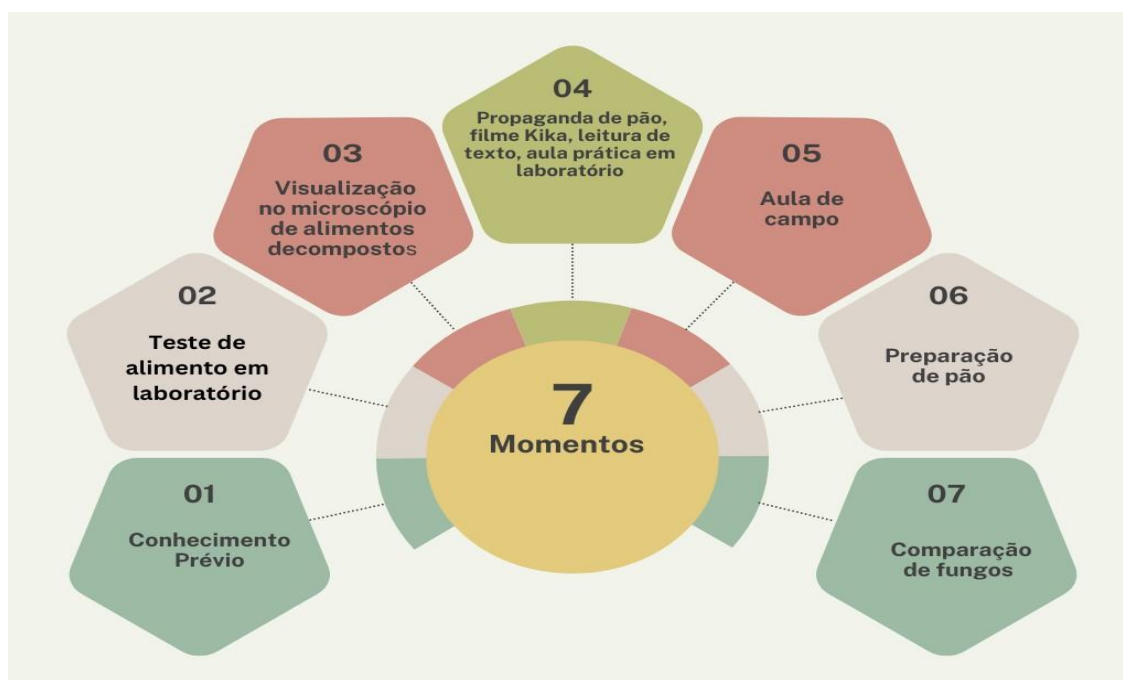 01
Conhecimento
Prévio
02
Teste de
alimento em
laboratório
03
Visualização
no microscópio
de alimentos
decompostos
04
Propaganda de pão,
filme Kika, leitura de
texto, aula prática em
laboratório
05
Aula de
campo
06
Preparação
de pão
07
Comparação
de fungos
7
Momentos